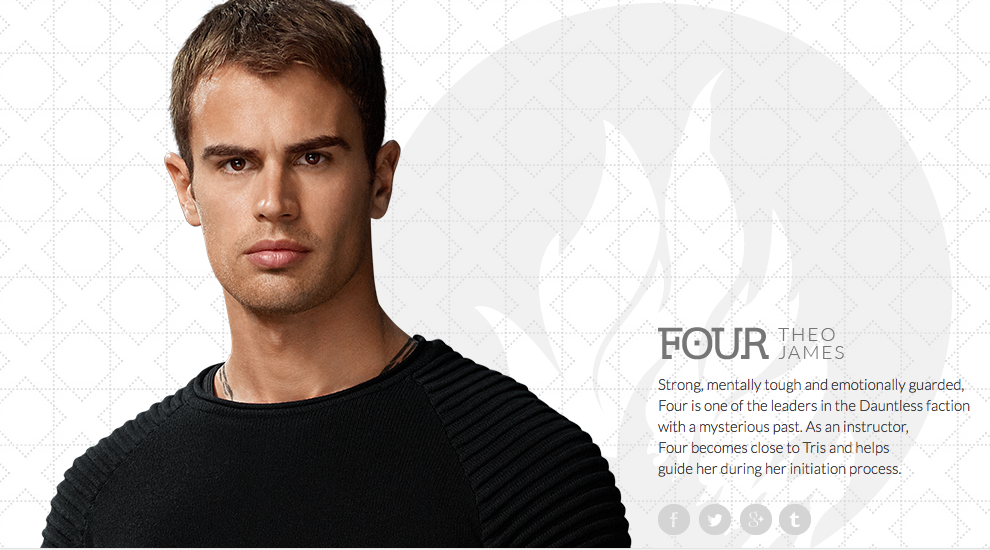 FOUR THEO
JAMES
Strong, mentally tough and emotionally guarded,
Four is one of the leaders in the Dauntless faction
with a mysterious past. As an instructor,
Four becomes close to Tris and helps
guide her during her initiation process.
f g+ t